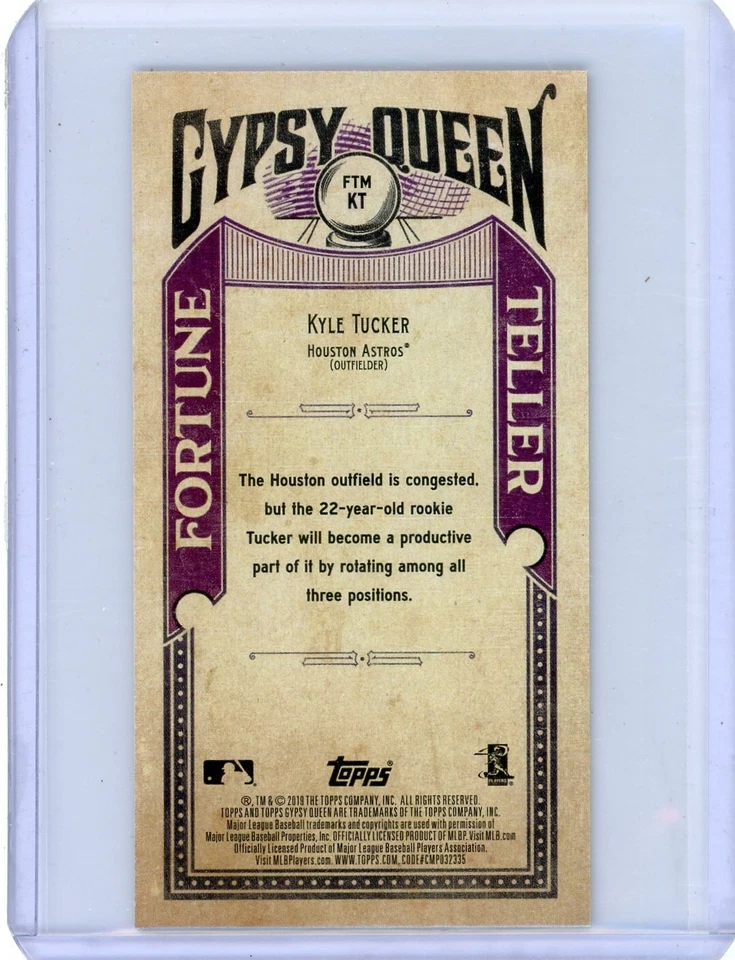 GYPSY QUEEN
FTM
KT
FORTUNE
TELLER
KYLE TUCKER
HOUSTON ASTROS®
(OUTFIELDER)
The Houston outfield is congested,
but the 22-year-old rookie
Tucker will become a productive
part of it by rotating among all
three positions.
topps®
PLAYERS
®, TM & © 2019 THE TOPPS COMPANY, INC. ALL RIGHTS RESERVED.
TOPPS AND TOPPS GYPSY QUEEN ARE TRADEMARKS OF THE TOPPS COMPANY, INC.
Major League Baseball trademarks and copyrights are used with permission of
Major League Baseball Properties, Inc. OFFICIALLY LICENSED PRODUCT OF MLBP. Visit MLB.com
Officially Licensed Product of Major League Baseball Players Association.
Visit MLBPlayers.com. WWW.TOPPS.COM, CODE#CMP032335